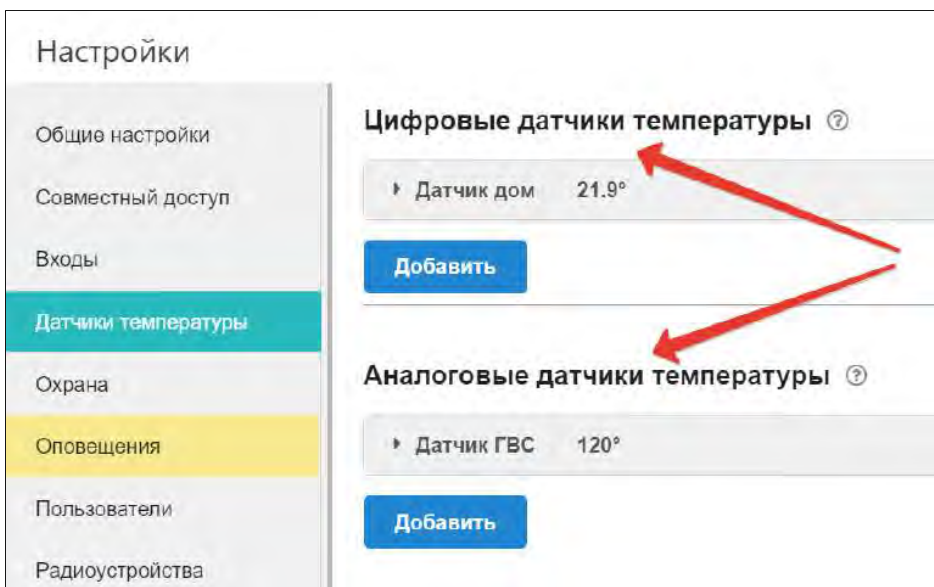 Настройки
Общие настройки
Совместный доступ
Входы
Датчики температуры
Охрана
Оповещения
Пользователи
Радиоустройства
Цифровые датчики температуры ?
Датчик дом 21.9°
Добавить
Аналоговые датчики температуры ?
Датчик ГВС 120°
Добавить